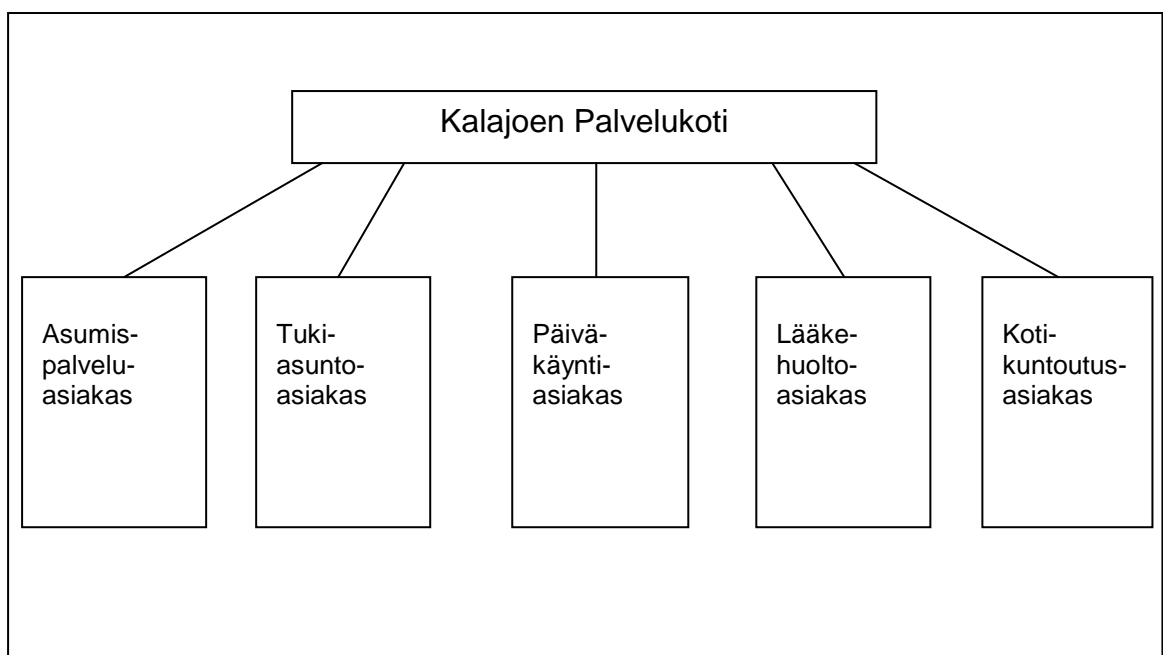 Kalajoen Palvelukoti
Asumis-
palvelu-
asiakas
Tuki-
asunto-
asiakas
Päivä-
käynti-
asiakas
Lääke-
huolto-
asiakas
Koti-
kuntoutus-
asiakas